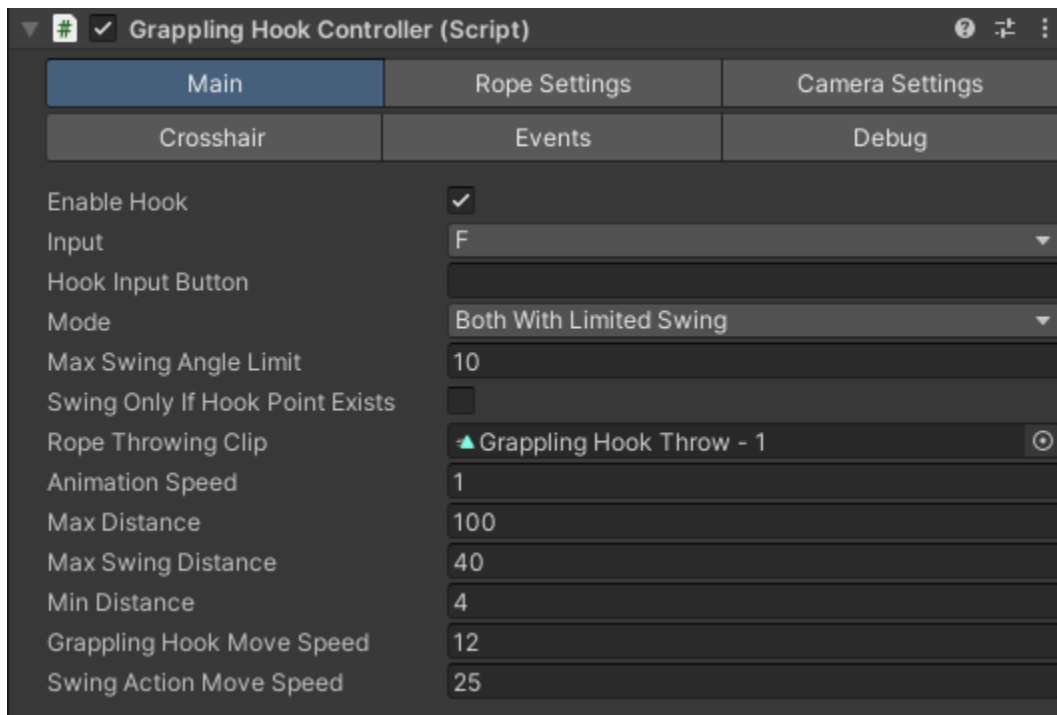 # Grappling Hook Controller (Script)
Main Rope Settings Camera Settings
Crosshair Events Debug
Enable Hook
Input F
Hook Input Button
Mode Both With Limited Swing
Max Swing Angle Limit 10
Swing Only If Hook Point Exists
Rope Throwing Clip Grappling Hook Throw - 1
Animation Speed 1
Max Distance 100
Max Swing Distance 40
Min Distance 4
Grappling Hook Move Speed 12
Swing Action Move Speed 25